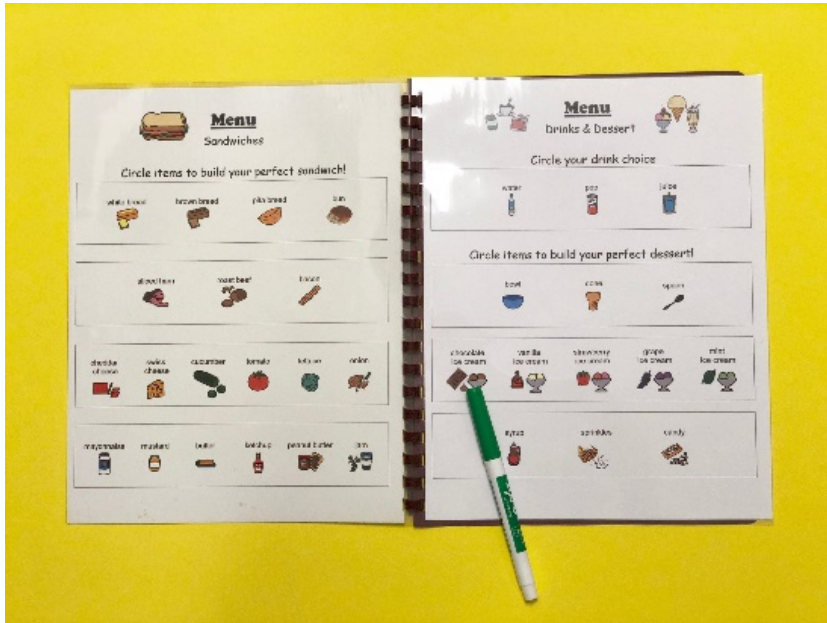 Menu
Sandwiches
Circle items to build your perfect sandwich!
white bread brown bread pita bread bun
sliced ham roast beef bacon
cheddar cheese swiss cheese cucumber tomato lettuce onion
mayonnaise mustard butter ketchup peanut butter jam
Menu
Drinks & Dessert
Circle your drink choice
water pop juice
Circle items to build your perfect dessert!
bowl cone spoon
chocolate ice cream vanilla ice cream strawberry ice cream grape ice cream mint ice cream
syrup sprinkles candy